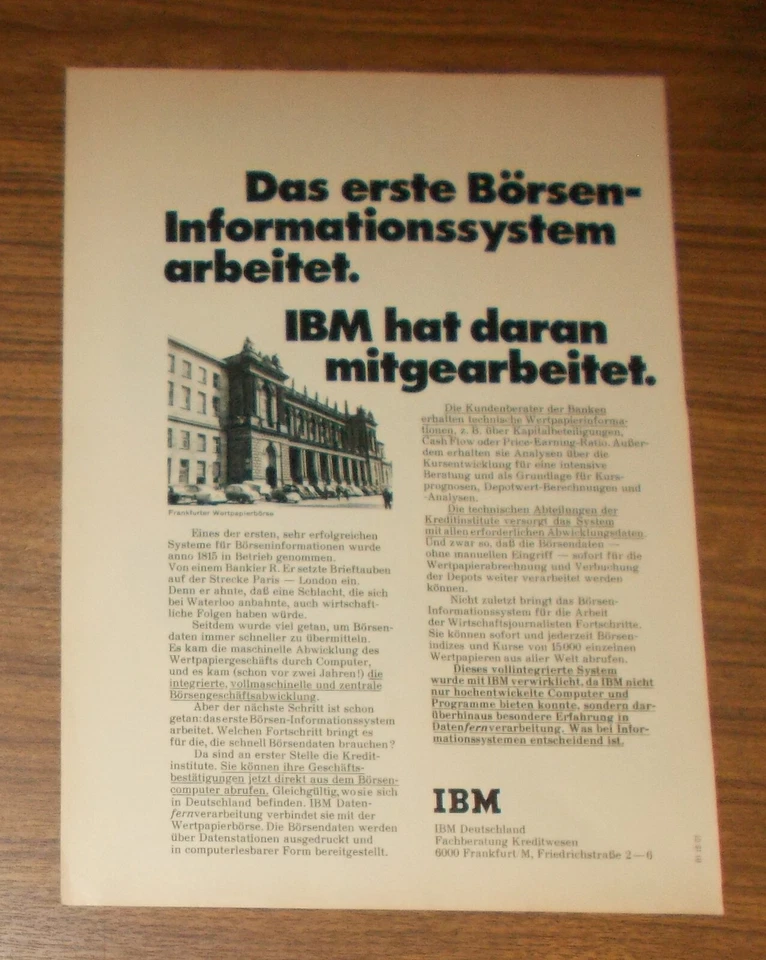 Das erste Börsen-
Informationssystem
arbeitet.
IBM hat daran
mitgearbeitet.
Frankfurter Wertpapierbörse
Eines der ersten, sehr erfolgreichen
Systeme für Börseninformationen wurde
anno 1815 in Betrieb genommen.
Von einem Bankier R. Er setzte Brieftauben
auf der Strecke Paris — London ein.
Denn er ahnte, daß eine Schlacht, die sich
bei Waterloo anbahnte, auch wirtschaft-
liche Folgen haben würde.
Seitdem wurde viel getan, um Börsen-
daten immer schneller zu übermitteln.
Es kam die maschinelle Abwicklung des
Wertpapiergeschäfts durch Computer,
und es kam (schon vor zwei Jahren!) die
integrierte, vollmaschinelle und zentrale
Börsengeschäftsabwicklung.
Aber der nächste Schritt ist schon
getan: das erste Börsen-Informationssystem
arbeitet. Welchen Fortschritt bringt es
für die, die schnell Börsendaten brauchen?
Da sind an erster Stelle die Kredit-
institute. Sie können ihre Geschäfts-
bestätigungen jetzt direkt aus dem Börsen-
computer abrufen. Gleichgültig, wo sie sich
in Deutschland befinden. IBM Daten-
fernverarbeitung verbindet sie mit der
Wertpapierbörse. Die Börsendaten werden
über Datenstationen ausgedruckt und
in computerlesbarer Form bereitgestellt.
Die Kundenberater der Banken
erhalten technische Wertpapierinforma-
tionen, z. B. über Kapitalbeteiligungen,
Cash Flow oder Price-Earning-Ratio. Außer-
dem erhalten sie Analysen über die
Kursentwicklung für eine intensive
Beratung und als Grundlage für Kurs-
prognosen, Depotwert-Berechnungen und
-Analysen.
Die technischen Abteilungen der
Kreditinstitute versorgt das System
mit allen erforderlichen Abwicklungsdaten.
Und zwar so, daß die Börsendaten —
ohne manuellen Eingriff — sofort für die
Wertpapierabrechnung und Verbuchung
der Depots weiter verarbeitet werden
können.
Nicht zuletzt bringt das Börsen-
Informationssystem für die Arbeit
der Wirtschaftsjournalisten Fortschritte.
Sie können sofort und jederzeit Börsen-
indizes und Kurse von 15000 einzelnen
Wertpapieren aus aller Welt abrufen.
Dieses vollintegrierte System
wurde mit IBM verwirklicht, da IBM nicht
nur hochentwickelte Computer und
Programme bieten konnte, sondern dar-
überhinaus besondere Erfahrung in
Datenfernverarbeitung. Was bei Infor-
mationssystemen entscheidend ist.
IBM
IBM Deutschland
Fachberatung Kreditwesen
6000 Frankfurt M, Friedrichstraße 2—6